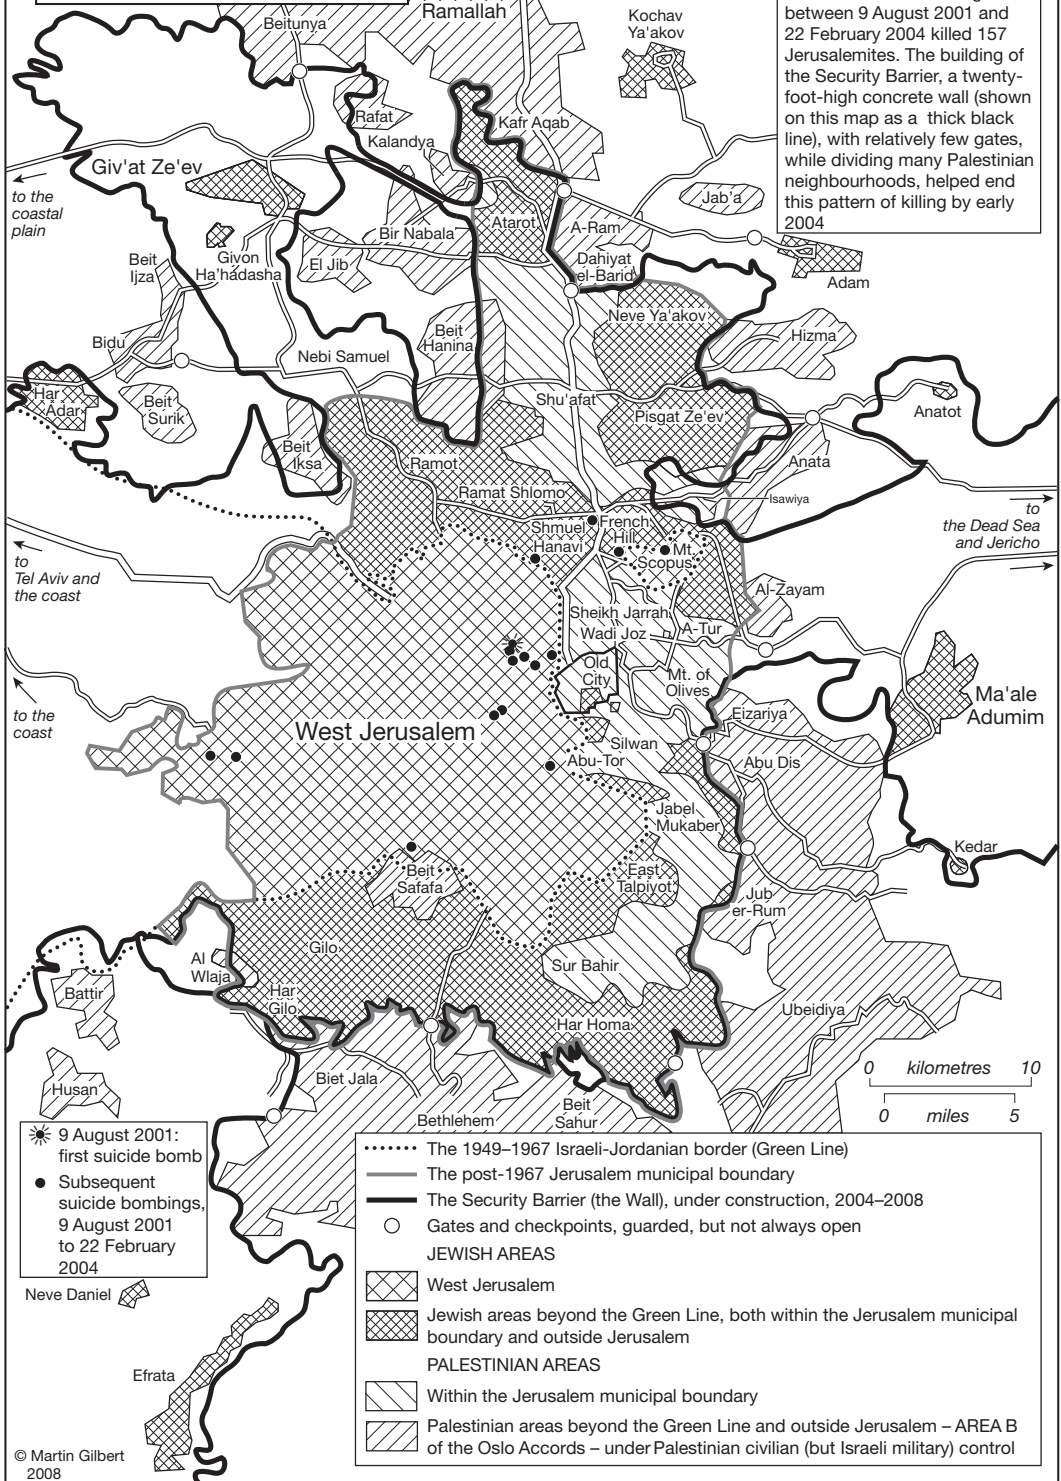 Beitunya
Ramallah
Kochav
Ya'akov
between 9 August 2001 and
22 February 2004 killed 157
Jerusalemites. The building of
the Security Barrier, a twenty-
foot-high concrete wall (shown
on this map as a thick black
line), with relatively few gates,
while dividing many Palestinian
neighbourhoods, helped end
this pattern of killing by early
2004
Rafat
Kafr Aqab
Kalandya
Giv'at Ze'ev
to the
coastal
plain
Jab'a
Atarot
A-Ram
Bir Nabala
Giyon
Ha'hadasha
El Jib
Beit
Ijza
Dahiyat
el-Barid
Adam
Neve Ya'akov
Hizma
Beit
Hanina
Bidu
Nebi Samuel
Har
Adar
Beit
Surik
Shu'afat
Pisgat Ze'ev
Anatot
Beit
Iksa
Ramot
Anata
Ramat Shlomo
Isawiya
to
the Dead Sea
and Jericho
Shmuel
Hanavi
French
Hill
Mt.
Scopus
to
Tel Aviv and
the coast
Al-Zayam
Sheikh Jarrah
Wadi Joz
A-Tur
Old
City
Mt. of
Olives
Ma'ale
Adumim
to the
coast
West Jerusalem
Eizariya
Silwan
Abu-Tor
Abu Dis
Jabel
Mukaber
Kedar
Beit
Safafa
East
Talpiyot
Jub
er-Rum
Gilo
Al
Wlaja
Sur Bahir
Battir
Har
Gilo
Ubeidiya
Har Homa
Husan
Biet Jala
Bethlehem
Beit
Sahur
0 kilometres 10
0 miles 5
9 August 2001:
first suicide bomb
Subsequent
suicide bombings,
9 August 2001
to 22 February
2004
Neve Daniel
Efrata
The 1949–1967 Israeli-Jordanian border (Green Line)
The post-1967 Jerusalem municipal boundary
The Security Barrier (the Wall), under construction, 2004–2008
Gates and checkpoints, guarded, but not always open
JEWISH AREAS
West Jerusalem
Jewish areas beyond the Green Line, both within the Jerusalem municipal
boundary and outside Jerusalem
PALESTINIAN AREAS
Within the Jerusalem municipal boundary
Palestinian areas beyond the Green Line and outside Jerusalem – AREA B
of the Oslo Accords – under Palestinian civilian (but Israeli military) control
© Martin Gilbert
2008